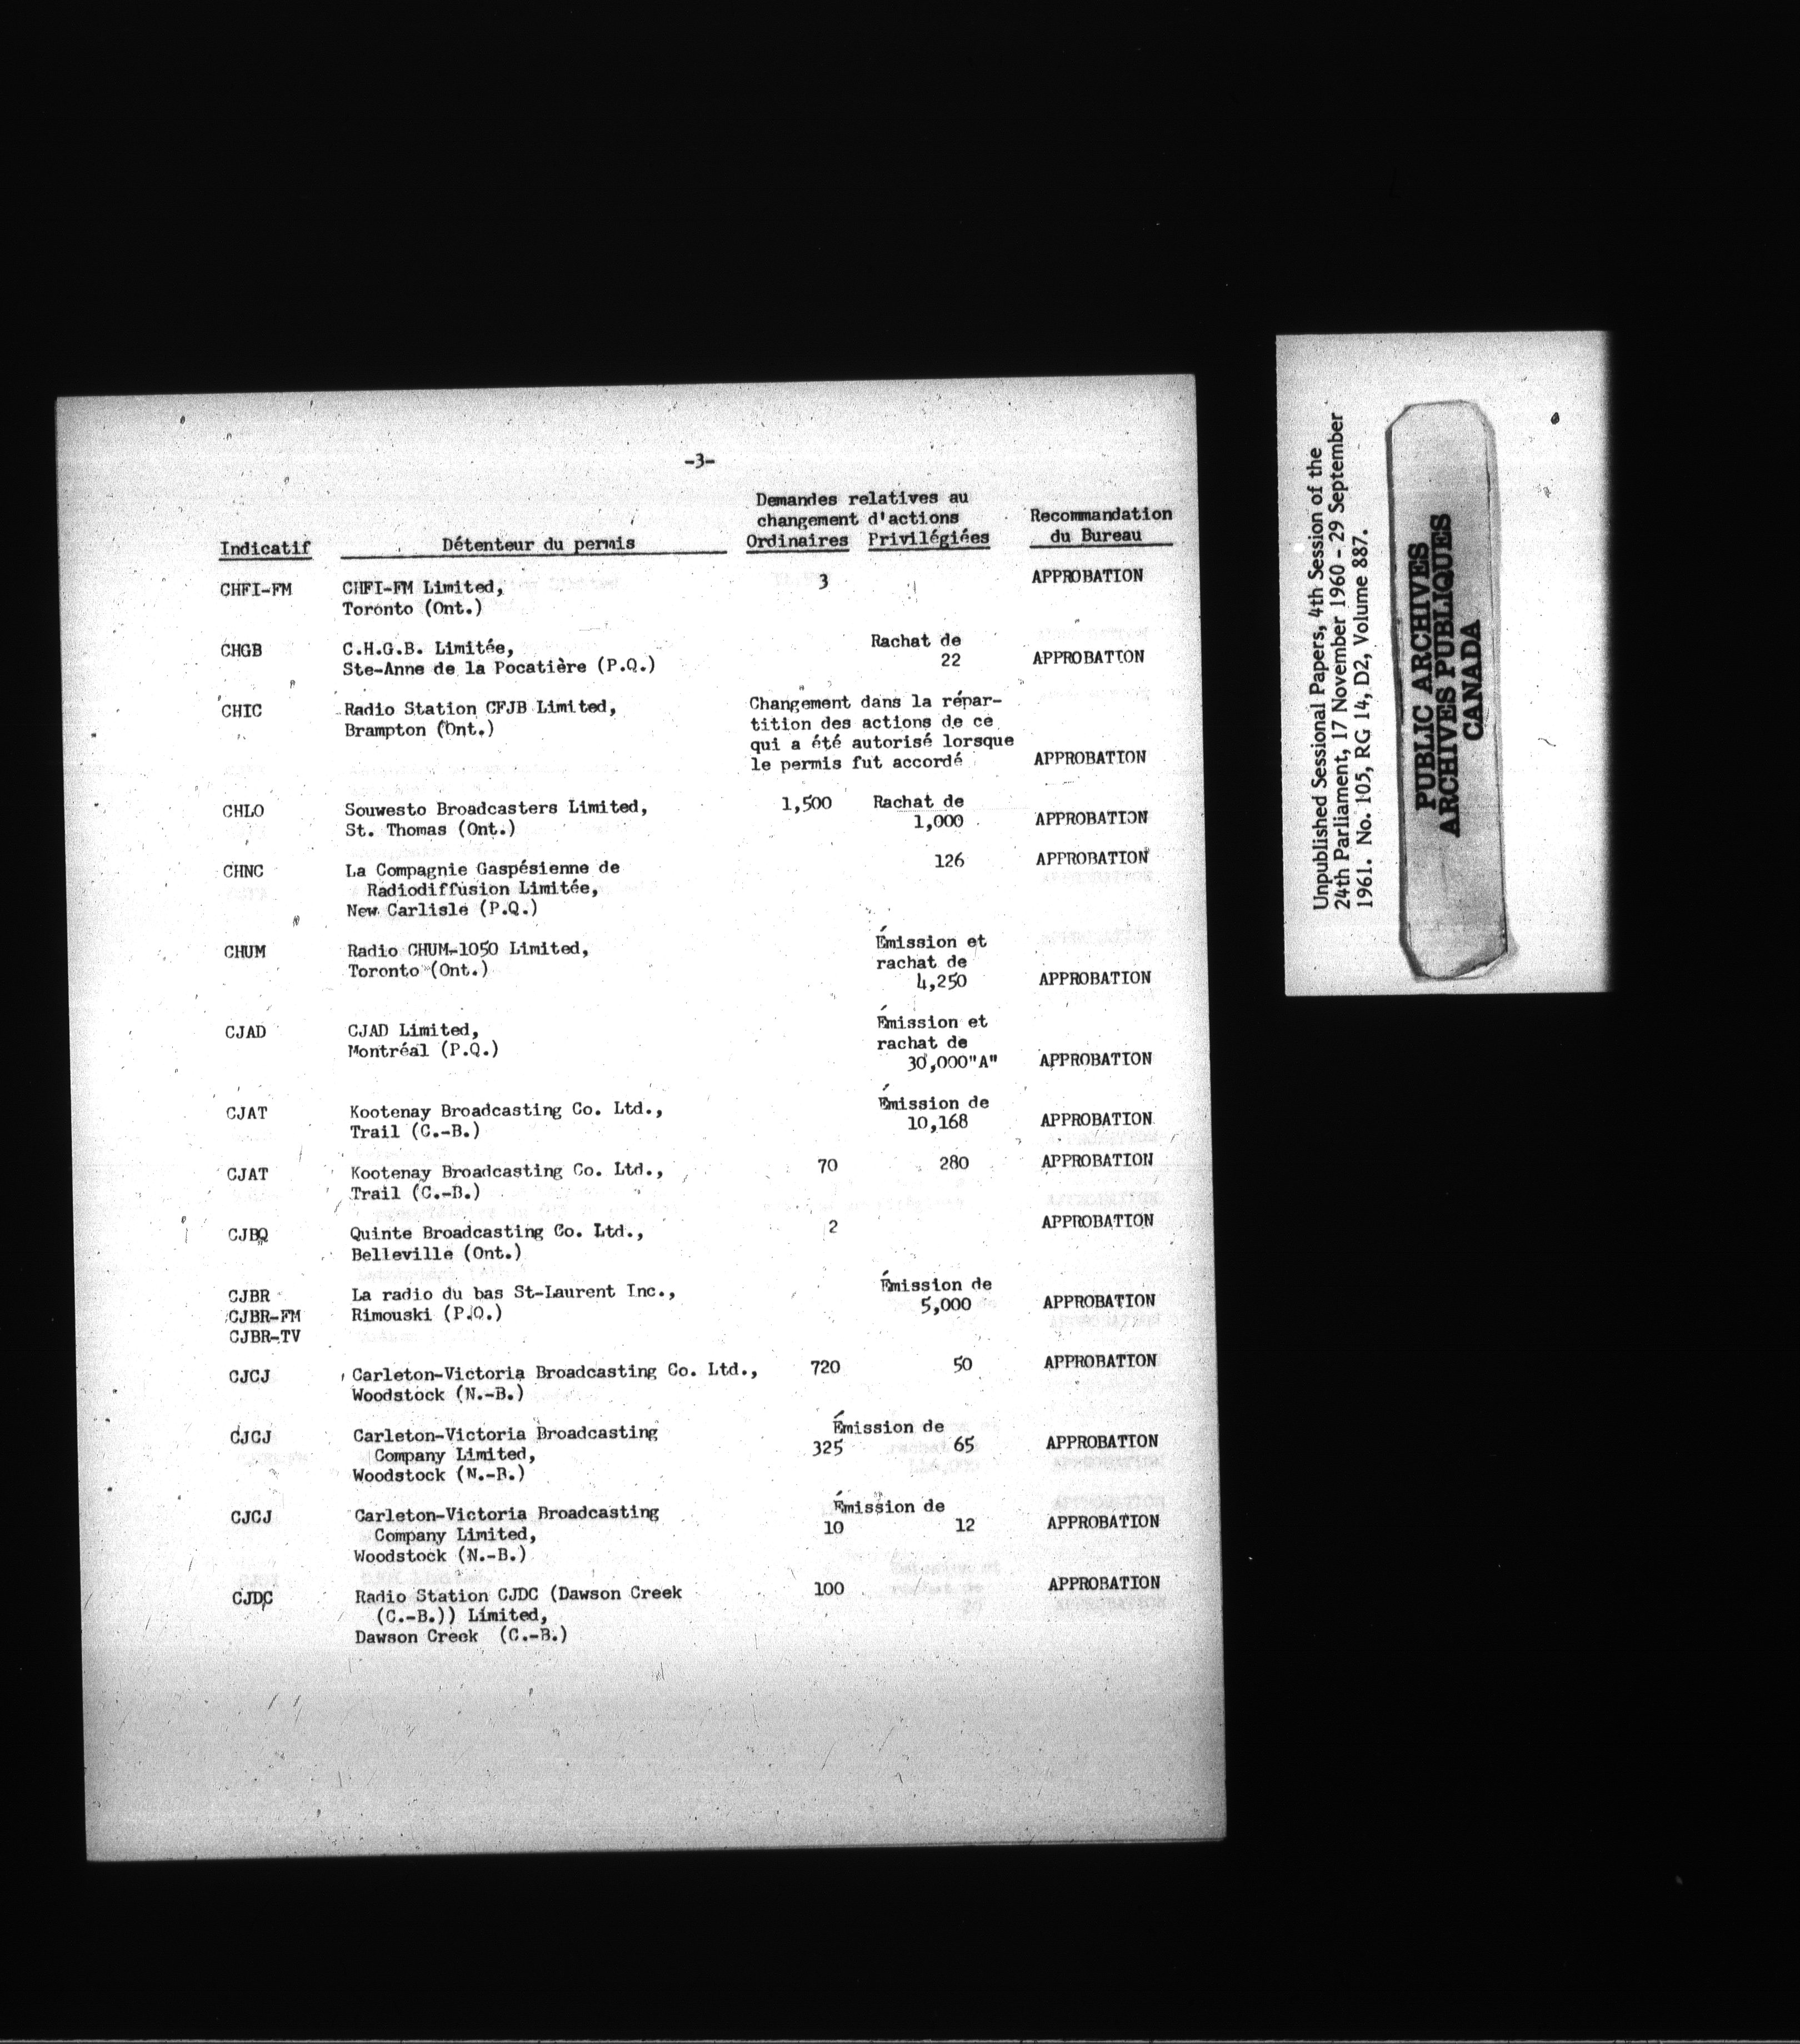 -3-
Demandes relatives au
changement d'actions Recommandation
Indicatif Détenteur du permis Ordinaires Privilégiées du Bureau
CHFI-FM CHFI-FM Limited, 3 APPROBATION
Toronto (Ont.)
CHGB C.H.G.B. Limitée, Rachat de
Ste-Anne de la Pocatière (P.Q.) 22 APPROBATION
CHIC Radio Station CFJB Limited, Changement dans la répar-
Brampton (Ont.) tition des actions de ce
qui a été autorisé lorsque
le permis fut accordé APPROBATION
CHLO Souwesto Broadcasters Limited, 1,500 Rachat de
St. Thomas (Ont.) 1,000 APPROBATION
CHNC La Compagnie Gaspésienne de 126 APPROBATION
Radiodiffusion Limitée,
New Carlisle (P.Q.)
CHUM Radio CHUM-1050 Limited, Émission et
Toronto (Ont.) rachat de
4,250 APPROBATION
CJAD CJAD Limited, Émission et
Montréal (P.Q.) rachat de
30,000"A" APPROBATION
CJAT Kootenay Broadcasting Co. Ltd., Émission de
Trail (C.-B.) 10,168 APPROBATION
CJAT Kootenay Broadcasting Co. Ltd., 70 280 APPROBATION
Trail (C.-B.)
CJBQ Quinte Broadcasting Co. Ltd., 2 APPROBATION
Belleville (Ont.)
CJBR La radio du bas St-Laurent Inc., Émission de
CJBR-FM Rimouski (P.Q.) 5,000 APPROBATION
CJBR-TV
CJCJ Carleton-Victoria Broadcasting Co. Ltd., 720 50 APPROBATION
Woodstock (N.-B.)
CJCJ Carleton-Victoria Broadcasting Émission de
Company Limited, 325 65 APPROBATION
Woodstock (N.-B.)
CJCJ Carleton-Victoria Broadcasting Émission de
Company Limited, 10 12 APPROBATION
Woodstock (N.-B.)
CJDC Radio Station CJDC (Dawson Creek 100 APPROBATION
(C.-B.)) Limited,
Dawson Creek (C.-B.)
Unpublished Sessional Papers, 4th Session of the
24th Parliament, 17 November 1960 - 29 September
1961. No. 105, RG 14, D2, Volume 887.
PUBLIC ARCHIVES
ARCHIVES PUBLIQUES
CANADA